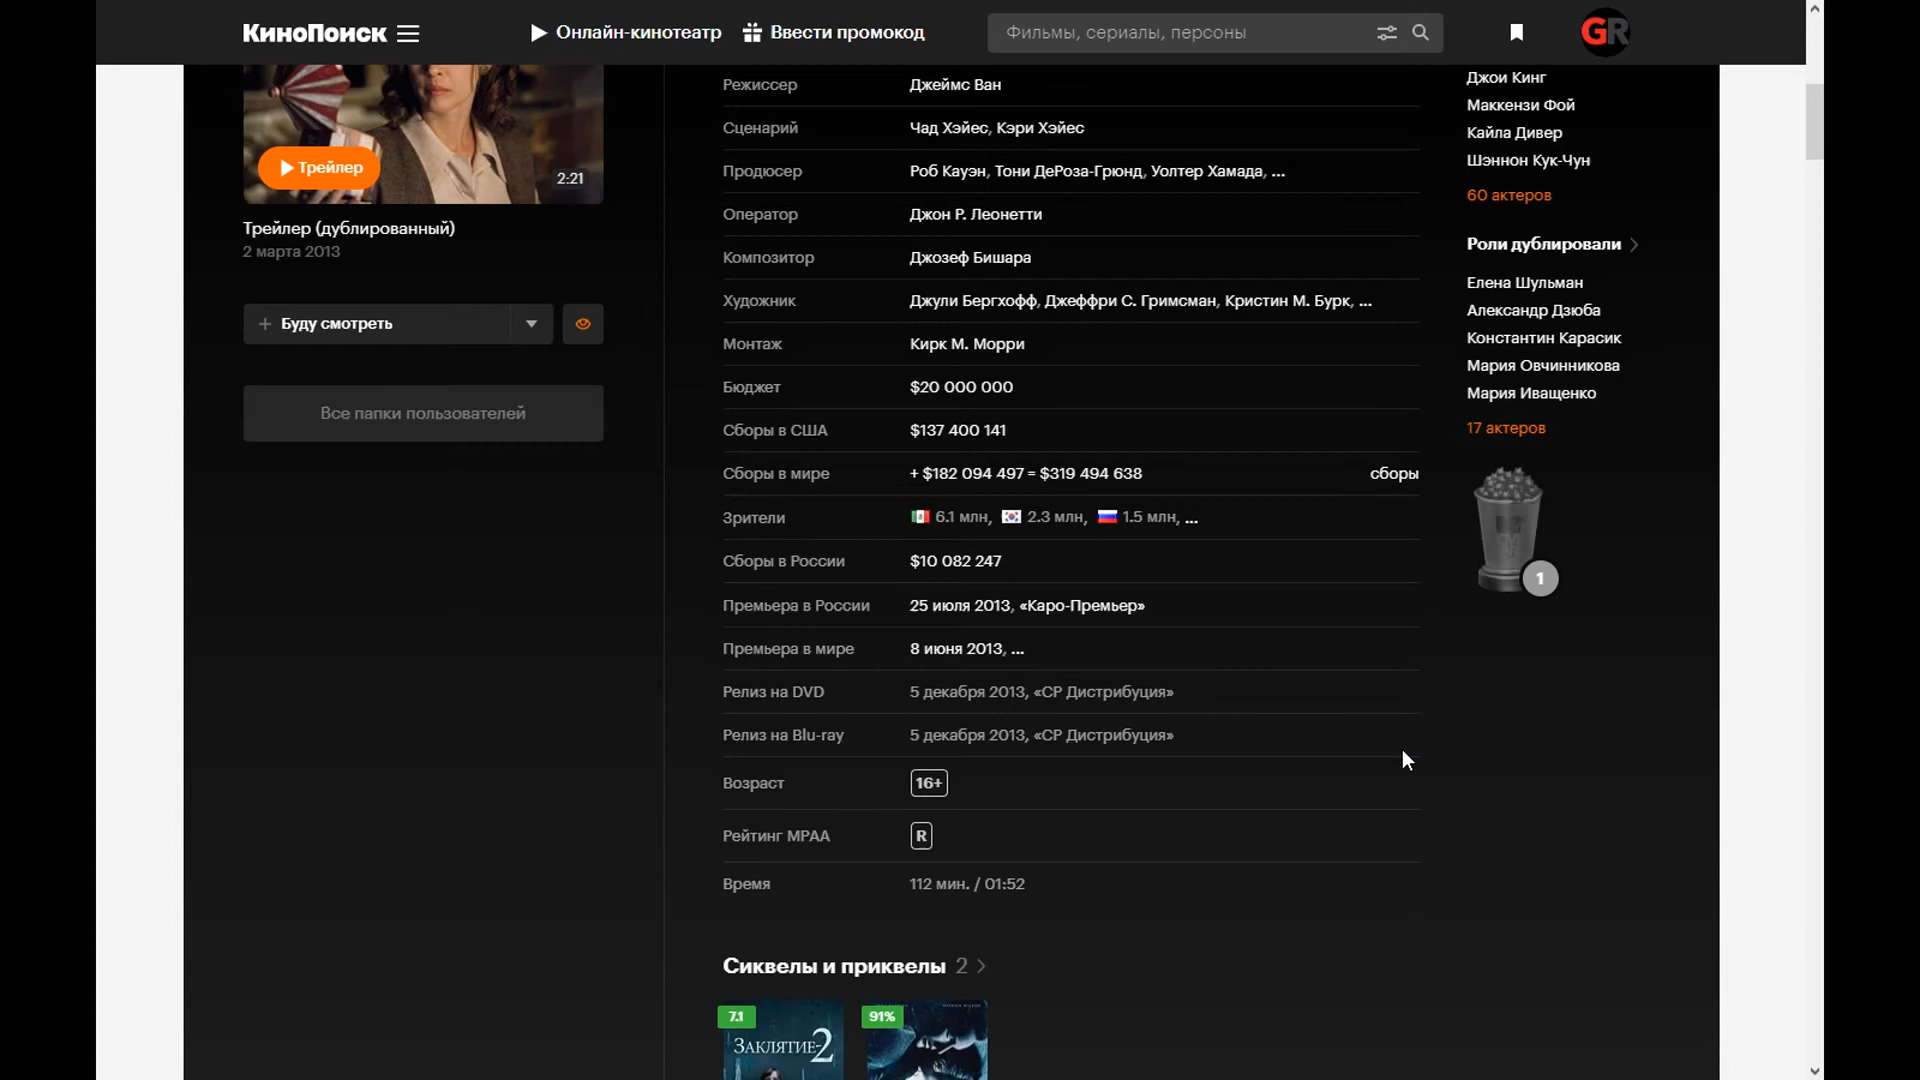 КиноПоиск
Онлайн-кинотеатр
Ввести промокод
Фильмы, сериалы, персоны
GR
Трейлер
2:21
Трейлер (дублированный)
2 марта 2013
+ Буду смотреть
Все папки пользователей
Режиссер Джеймс Ван
Сценарий Чад Хэйес, Кэри Хэйес
Продюсер Роб Кауэн, Тони ДеРоза-Грюнд, Уолтер Хамада, ...
Оператор Джон Р. Леонетти
Композитор Джозеф Бишара
Художник Джули Бергхофф, Джеффри С. Гримсман, Кристин М. Бурк, ...
Монтаж Кирк М. Морри
Бюджет $20 000 000
Сборы в США $137 400 141
Сборы в мире + $182 094 497 = $319 494 638 сборы
Зрители 6.1 млн, 2.3 млн, 1.5 млн, ...
Сборы в России $10 082 247
Премьера в России 25 июля 2013, «Каро-Премьер»
Премьера в мире 8 июня 2013, ...
Релиз на DVD 5 декабря 2013, «СР Дистрибуция»
Релиз на Blu-ray 5 декабря 2013, «СР Дистрибуция»
Возраст 16+
Рейтинг MPAA R
Время 112 мин. / 01:52
Сиквелы и приквелы 2
7.1
91%
Заклятие-2
Джои Кинг
Маккензи Фой
Кайла Дивер
Шэннон Кук-Чун
60 актеров
Роли дублировали
Елена Шульман
Александр Дзюба
Константин Карасик
Мария Овчинникова
Мария Иващенко
17 актеров
1